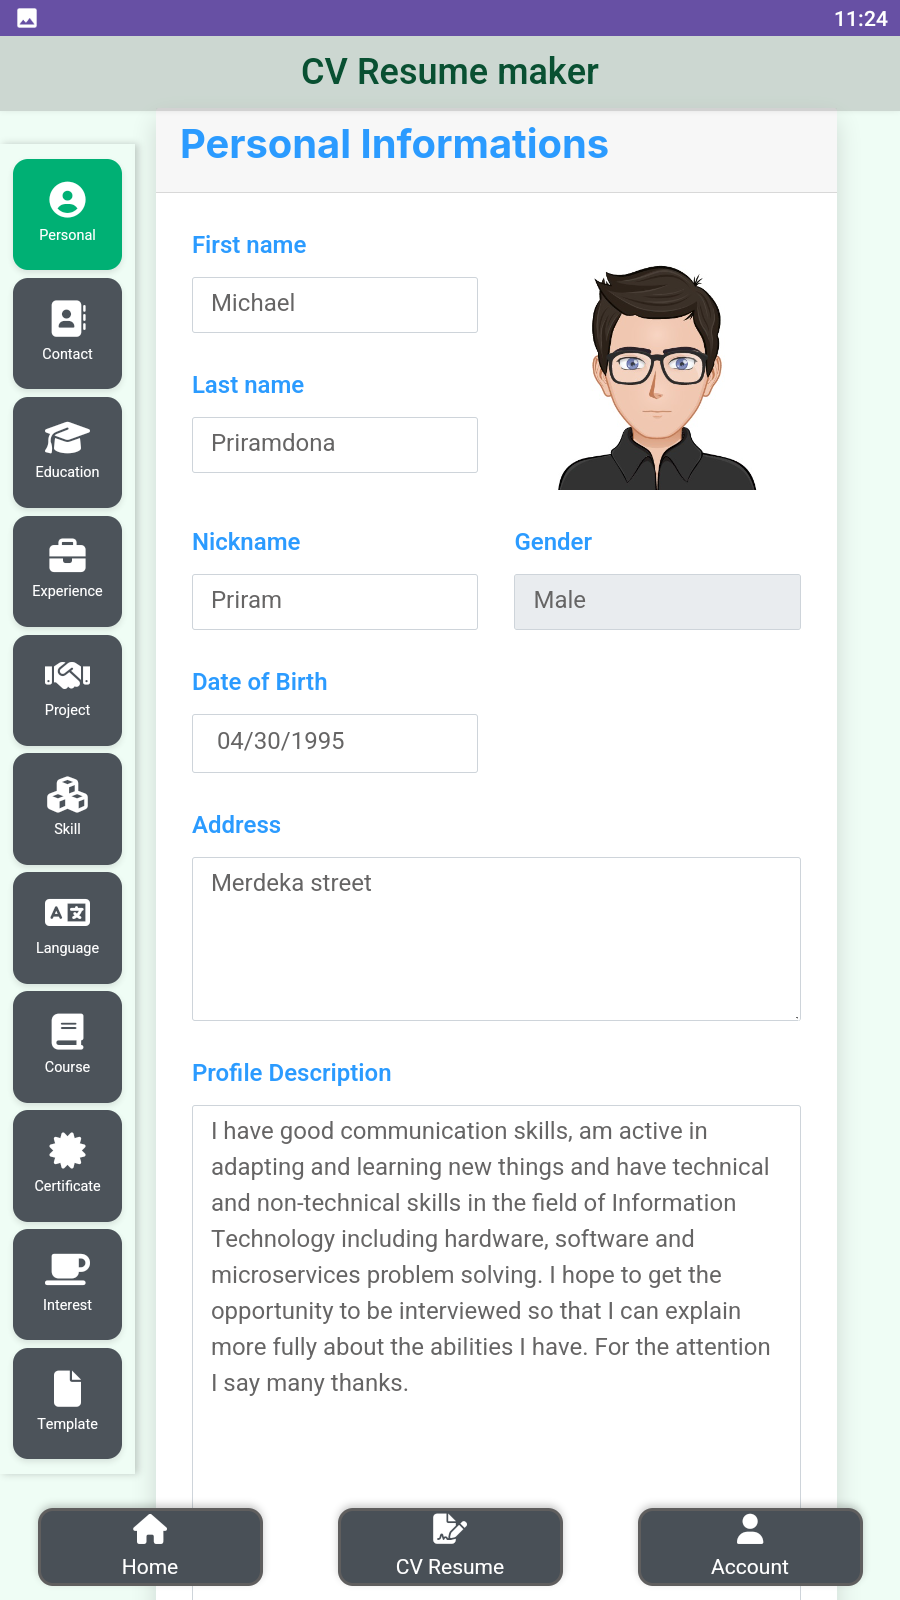 11:24
CV Resume maker
Personal Informations
Personal
Contact
Education
Experience
Project
Skill
Language
Course
Certificate
Interest
Template
First name
Michael
Last name
Priramdona
Nickname
Gender
Priram
Male
Date of Birth
04/30/1995
Address
Merdeka street
Profile Description
I have good communication skills, am active in
adapting and learning new things and have technical
and non-technical skills in the field of Information
Technology including hardware, software and
microservices problem solving. I hope to get the
opportunity to be interviewed so that I can explain
more fully about the abilities I have. For the attention
I say many thanks.
Home
CV Resume
Account